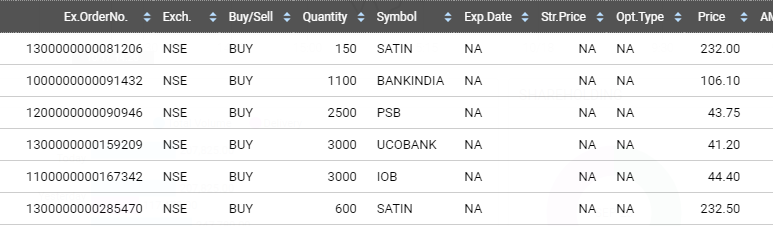 Ex.OrderNo. Exch. Buy/Sell Quantity Symbol Exp.Date Str.Price Opt.Type Price AM
1300000000081206 NSE BUY 150 SATIN NA NA NA 232.00
1000000000091432 NSE BUY 1100 BANKINDIA NA NA NA 106.10
1200000000090946 NSE BUY 2500 PSB NA NA NA 43.75
1300000000159209 NSE BUY 3000 UCOBANK NA NA NA 41.20
1100000000167342 NSE BUY 3000 IOB NA NA NA 44.40
1300000000285470 NSE BUY 600 SATIN NA NA NA 232.50